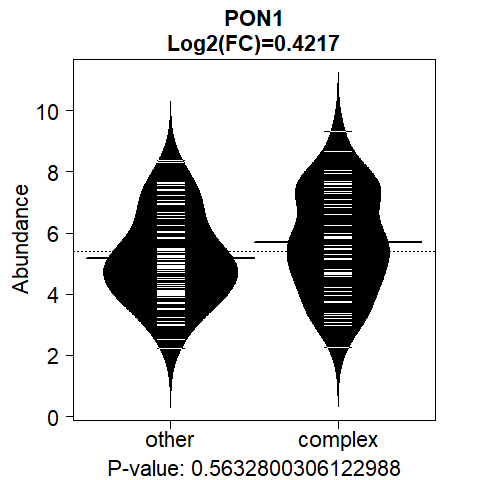 PON1
Log2(FC)=0.4217
Abundance
10
8
6
4
2
0
other complex
P-value: 0.5632800306122988